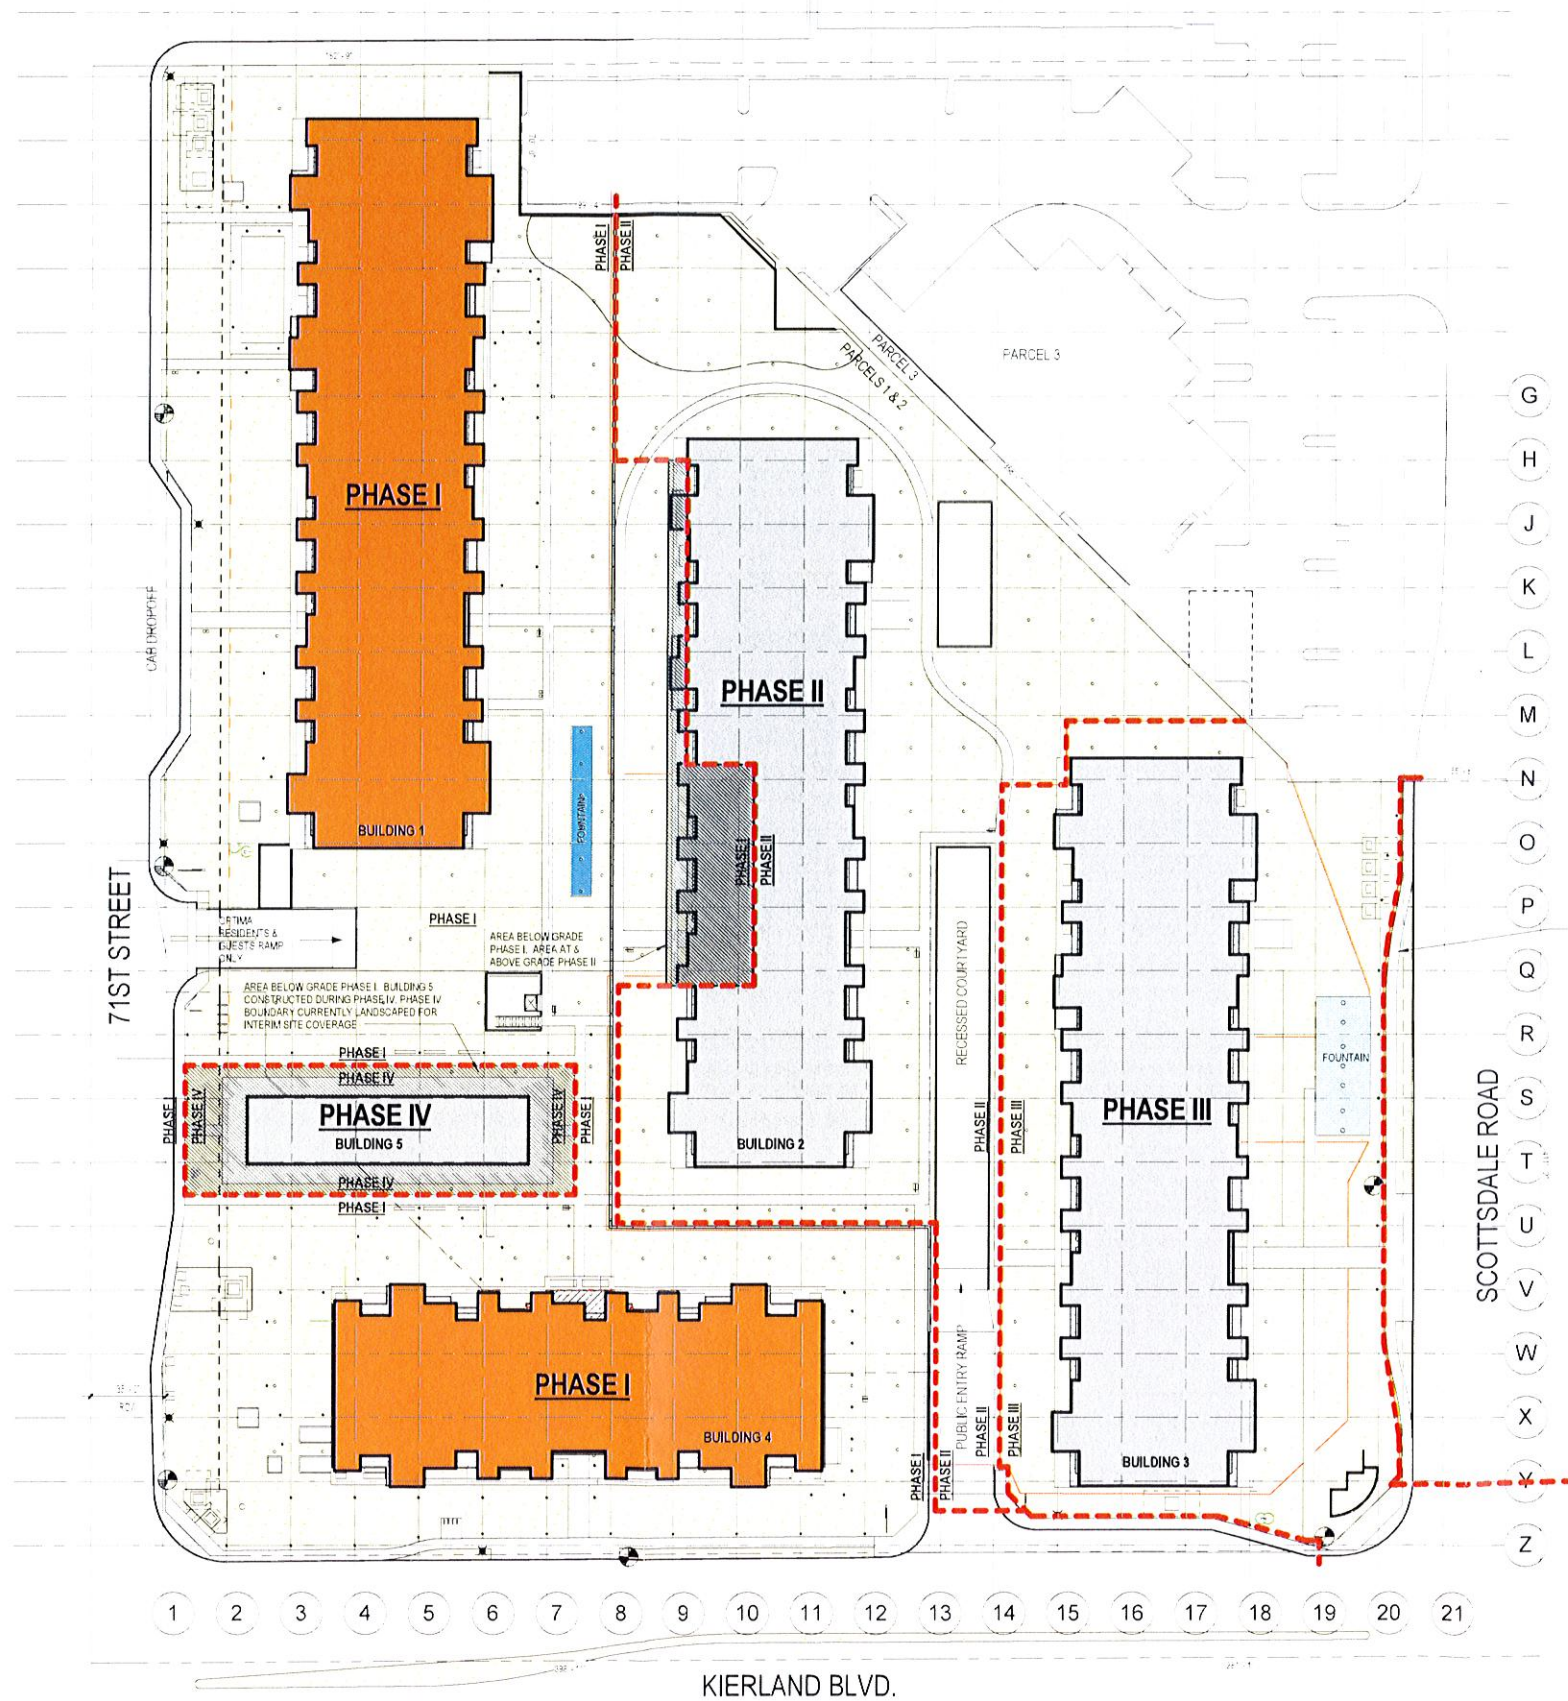 PHASE I
PHASE II
PARCEL 3
PARCELS 1 & 2
PARCEL 3
G
H
PHASE I
J
K
CAR DROPOFF
L
PHASE II
M
N
FOUNTAIN
BUILDING 1
O
PHASE I
PHASE II
P
PHASE I
RESIDENTS &
GUESTS RAMP
ONLY
AREA BELOW GRADE
PHASE I. AREA AT &
ABOVE GRADE PHASE II
71ST STREET
RECESSED COURTYARD
Q
AREA BELOW GRADE PHASE I. BUILDING 5
CONSTRUCTED DURING PHASE IV. PHASE IV
BOUNDARY CURRENTLY LANDSCAPED FOR
INTERIM SITE COVERAGE
R
PHASE I
PHASE IV
FOUNTAIN
PHASE I
PHASE IV
PHASE IV
BUILDING 5
PHASE IV
PHASE I
PHASE IV
PHASE I
BUILDING 2
PHASE II
PHASE III
PHASE III
SCOTTSDALE ROAD
S
T
U
V
PUBLIC ENTRY RAMP
W
PHASE I
BUILDING 4
PHASE II
PHASE III
X
PHASE I
PHASE II
BUILDING 3
Y
Z
1 2 3 4 5 6 7 8 9 10 11 12 13 14 15 16 17 18 19 20 21
KIERLAND BLVD.